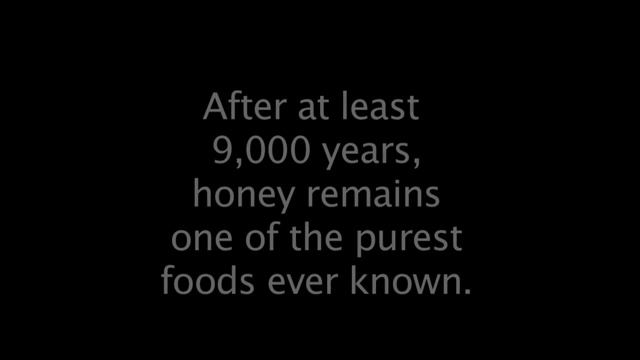 After at least
9,000 years,
honey remains
one of the purest
foods ever known.